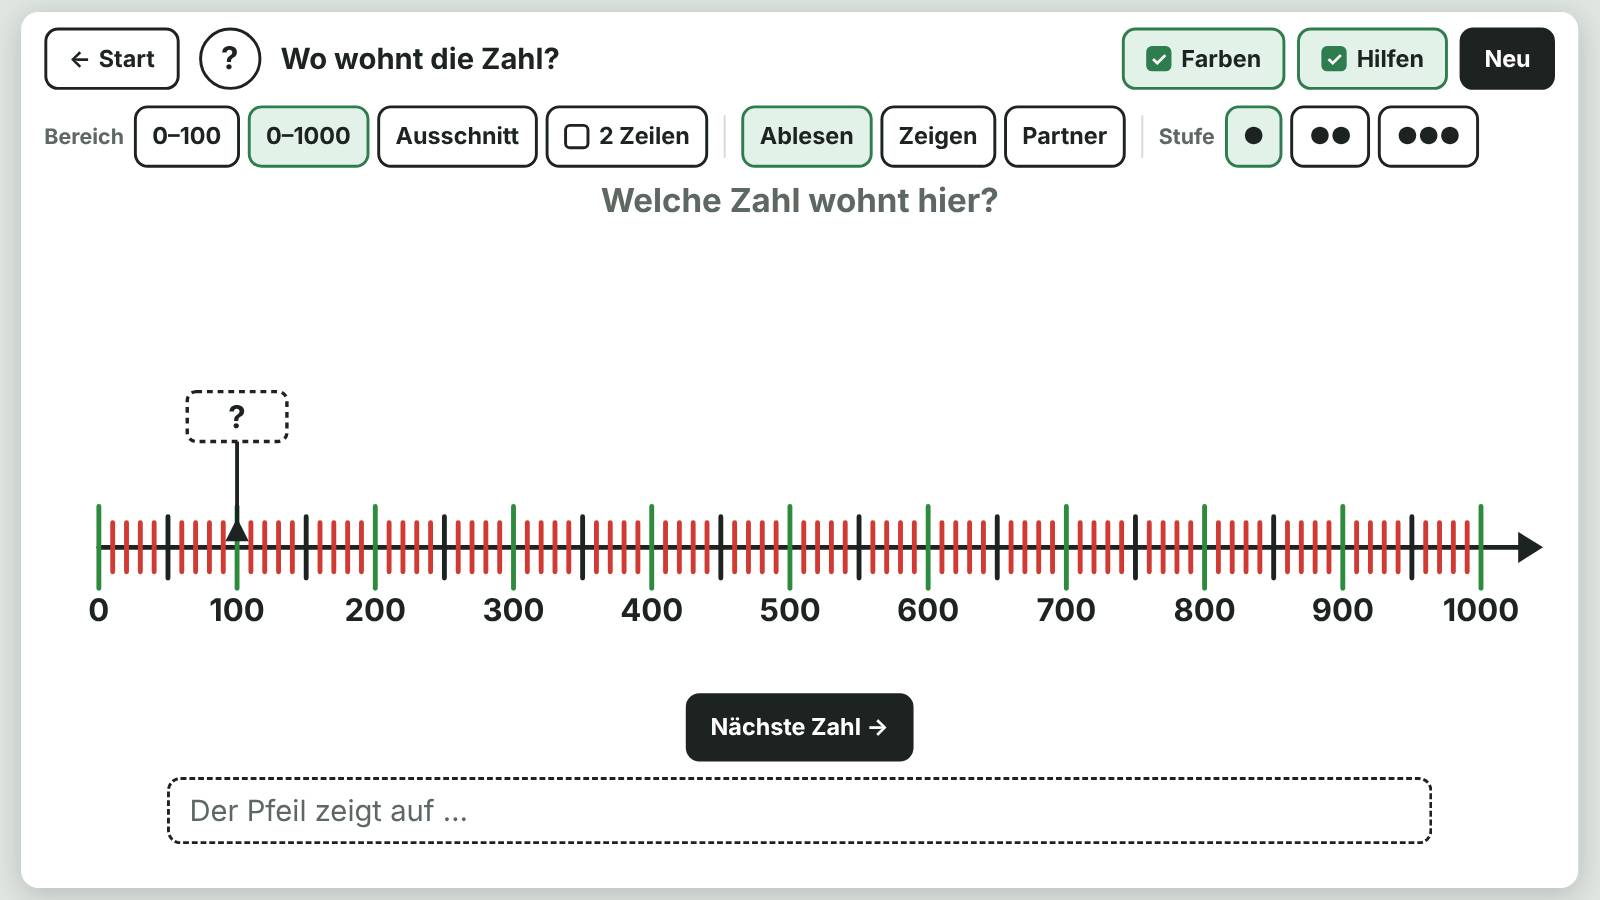 ← Start ? Wo wohnt die Zahl? Farben Hilfen Neu
Bereich 0–100 0–1000 Ausschnitt 2 Zeilen Ablesen Zeigen Partner Stufe
Welche Zahl wohnt hier?
?
0 100 200 300 400 500 600 700 800 900 1000
Nächste Zahl →
Der Pfeil zeigt auf ...